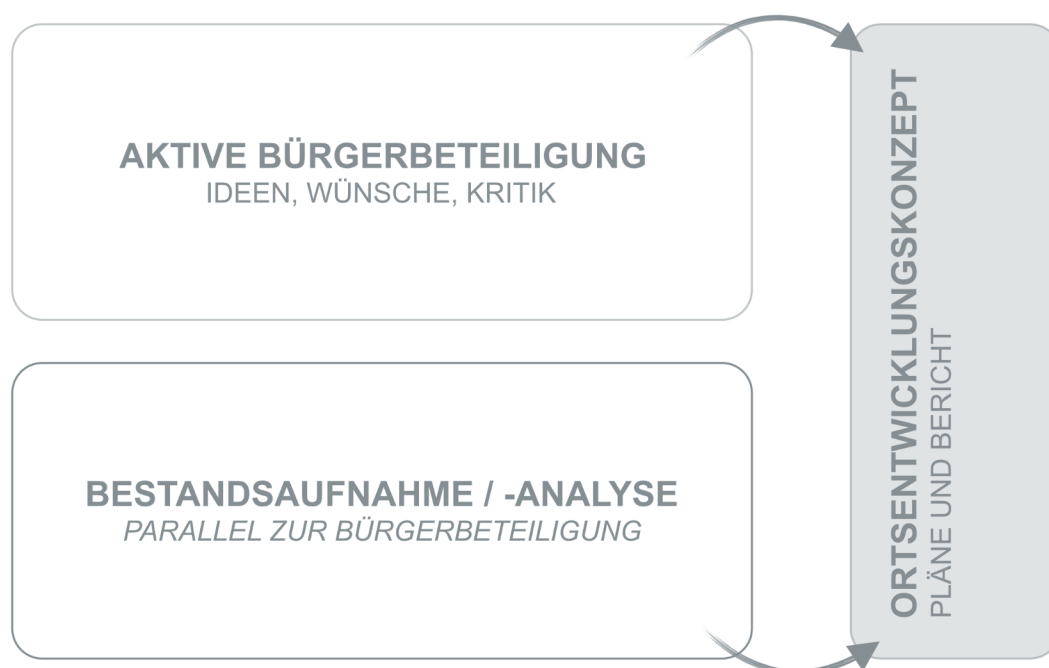 AKTIVE BÜRGERBETEILIGUNG
IDEEN, WÜNSCHE, KRITIK
BESTANDSAUFNAHME / -ANALYSE
PARALLEL ZUR BÜRGERBETEILIGUNG
ORTSENTWICKLUNGSKONZEPT
PLÄNE UND BERICHT